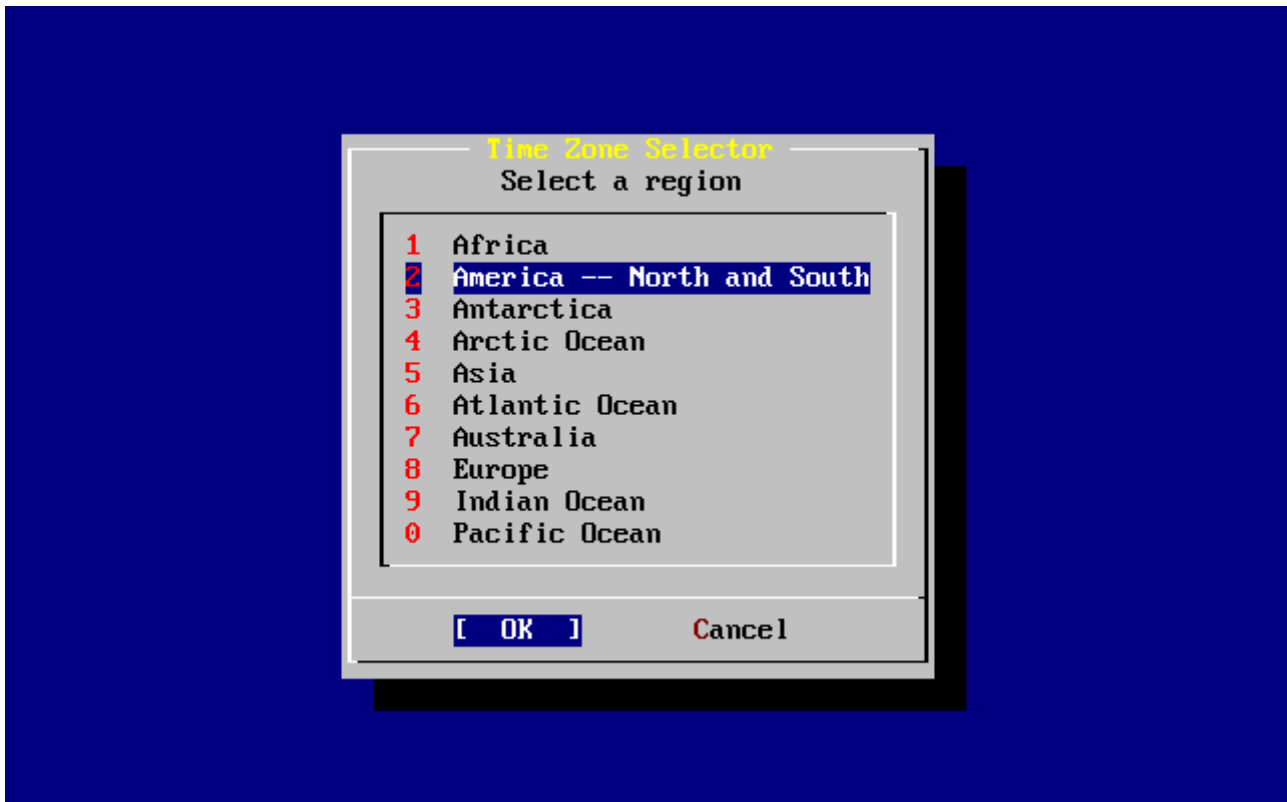 Time Zone Selector
Select a region
1 Africa
2 America -- North and South
3 Antarctica
4 Arctic Ocean
5 Asia
6 Atlantic Ocean
7 Australia
8 Europe
9 Indian Ocean
0 Pacific Ocean
[ OK ] Cancel